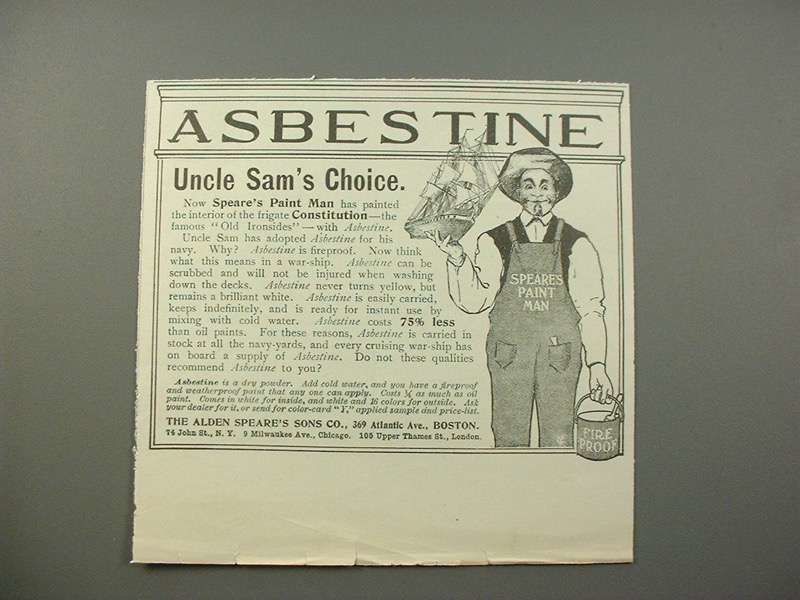 ASBESTINE
Uncle Sam's Choice.
Now Speare's Paint Man has painted
the interior of the frigate Constitution—the
famous "Old Ironsides"—with Asbestine.
Uncle Sam has adopted Asbestine for his
navy. Why? Asbestine is fireproof. Now think
what this means in a war-ship. Asbestine can be
scrubbed and will not be injured when washing
down the decks. Asbestine never turns yellow, but
remains a brilliant white. Asbestine is easily carried,
keeps indefinitely, and is ready for instant use by
mixing with cold water. Asbestine costs 75% less
than oil paints. For these reasons, Asbestine is carried in
stock at all the navy-yards, and every cruising war-ship has
on board a supply of Asbestine. Do not these qualities
recommend Asbestine to you?
Asbestine is a dry powder. Add cold water, and you have a fireproof
and weatherproof paint that any one can apply. Costs ¼ as much as oil
paint. Comes in white for inside, and white and 16 colors for outside. Ask
your dealer for it, or send for color-card "Y," applied sample and price-list.
THE ALDEN SPEARE'S SONS CO., 369 Atlantic Ave., BOSTON.
74 John St., N. Y. 9 Milwaukee Ave., Chicago. 105 Upper Thames St., London.
SPEARE'S
PAINT
MAN
FIRE
PROOF